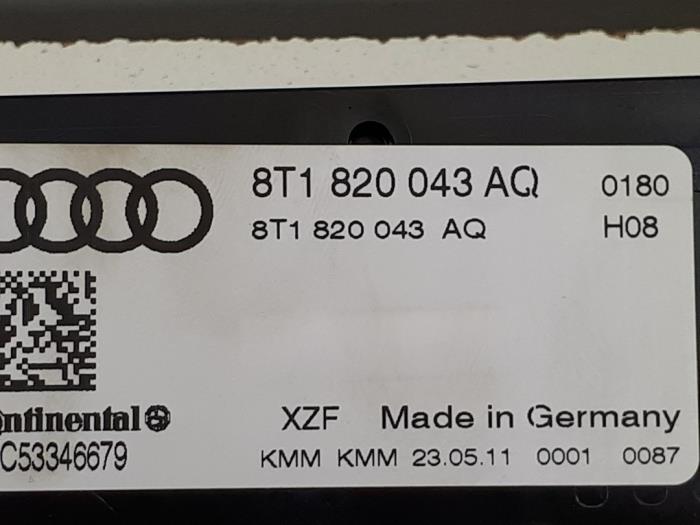 8T1 820 043 AQ 0180
8T1 820 043 AQ H08
XZF Made in Germany
C53346679 KMM KMM 23.05.11 0001 0087